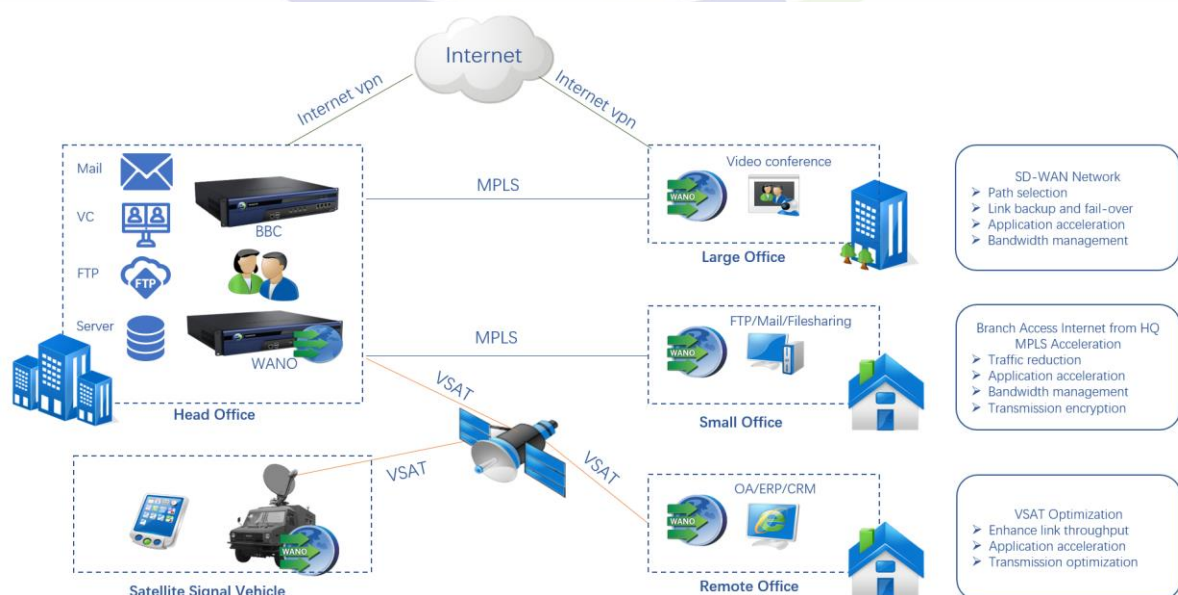 Internet
Internet vpn
Internet vpn
Mail
VC
FTP
FTP
Server
BBC
WANO
WANO
Head Office
MPLS
MPLS
VSAT
VSAT
VSAT
Video conference
WANO
Large Office
FTP/Mail/Filesharing
WANO
Small Office
OA/ERP/CRM
WANO
Remote Office
WANO
Satellite Signal Vehicle
SD-WAN Network
➢ Path selection
➢ Link backup and fail-over
➢ Application acceleration
➢ Bandwidth management
Branch Access Internet from HQ
MPLS Acceleration
➢ Traffic reduction
➢ Application acceleration
➢ Bandwidth management
➢ Transmission encryption
VSAT Optimization
➢ Enhance link throughput
➢ Application acceleration
➢ Transmission optimization